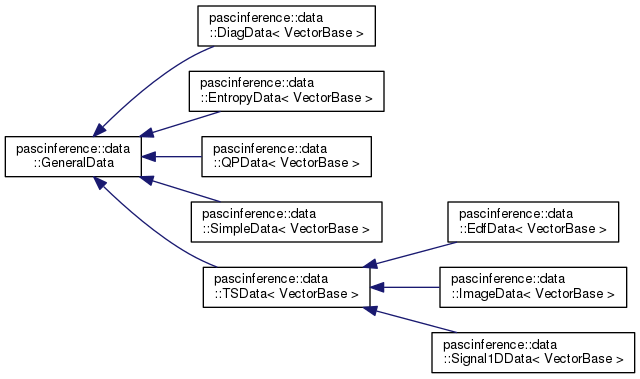 pascinference::data
::DiagData< VectorBase >
pascinference::data
::EntropyData< VectorBase >
pascinference::data
::GeneralData
pascinference::data
::QPData< VectorBase >
pascinference::data
::SimpleData< VectorBase >
pascinference::data
::EdfData< VectorBase >
pascinference::data
::TSData< VectorBase >
pascinference::data
::ImageData< VectorBase >
pascinference::data
::Signal1DData< VectorBase >